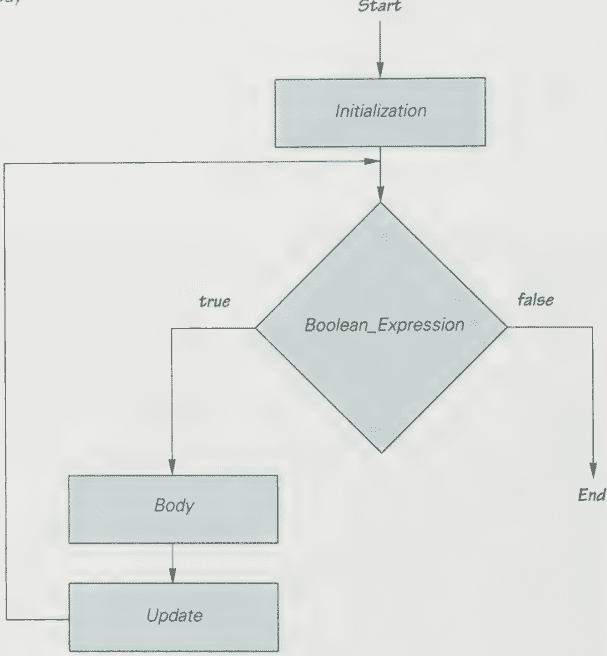 Start
Initialization
true
false
Boolean_Expression
End
Body
Update